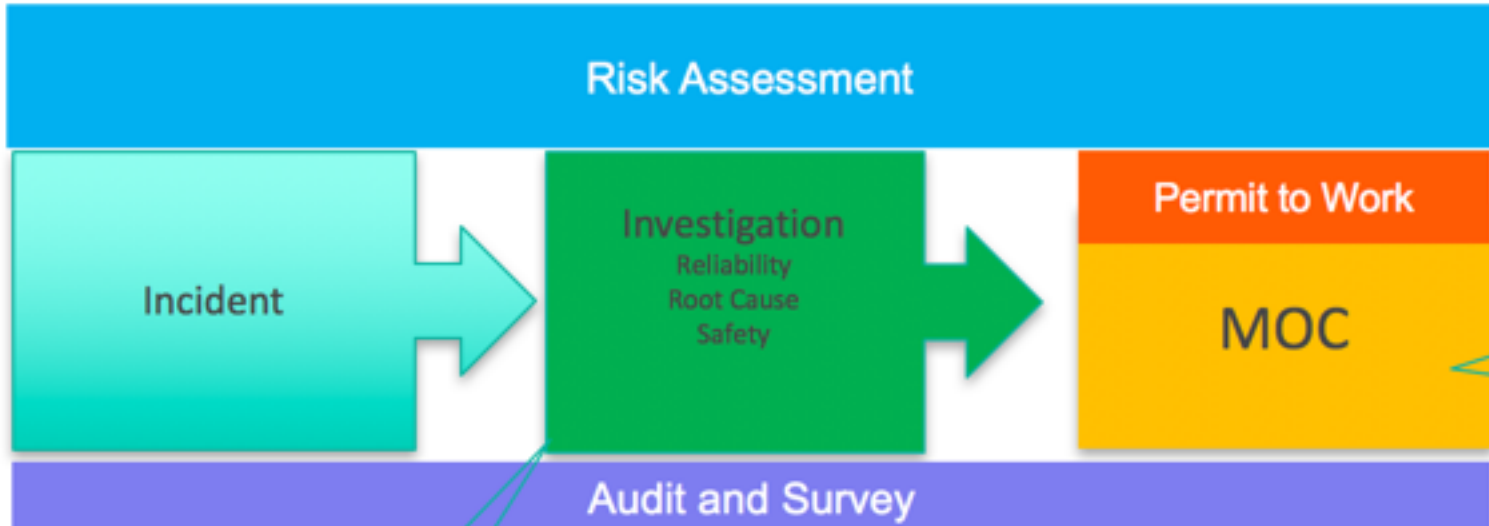 Risk Assessment
Incident
Investigation
Reliability
Root Cause
Safety
Permit to Work
MOC
Audit and Survey